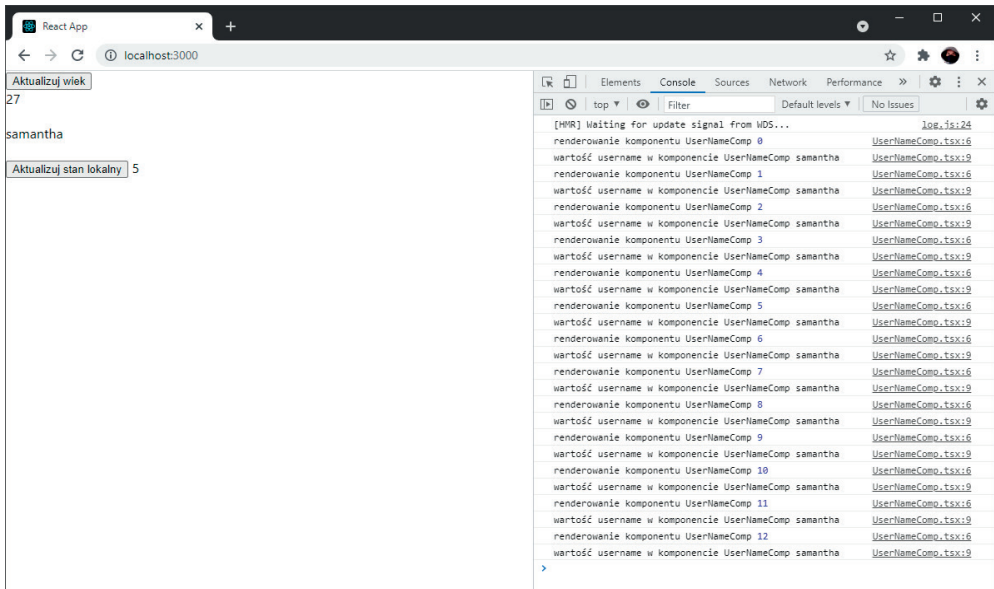 React App
localhost:3000
Aktualizuj wiek
27
samantha
Aktualizuj stan lokalny 5
Elements Console Sources Network Performance »
top ▼ Filter Default levels ▼ No Issues
[HMR] Waiting for update signal from WDS... log.js:24
renderowanie komponentu UserNameComp 0 UserNameComp.tsx:6
wartość username w komponencie UserNameComp samantha UserNameComp.tsx:9
renderowanie komponentu UserNameComp 1 UserNameComp.tsx:6
wartość username w komponencie UserNameComp samantha UserNameComp.tsx:9
renderowanie komponentu UserNameComp 2 UserNameComp.tsx:6
wartość username w komponencie UserNameComp samantha UserNameComp.tsx:9
renderowanie komponentu UserNameComp 3 UserNameComp.tsx:6
wartość username w komponencie UserNameComp samantha UserNameComp.tsx:9
renderowanie komponentu UserNameComp 4 UserNameComp.tsx:6
wartość username w komponencie UserNameComp samantha UserNameComp.tsx:9
renderowanie komponentu UserNameComp 5 UserNameComp.tsx:6
wartość username w komponencie UserNameComp samantha UserNameComp.tsx:9
renderowanie komponentu UserNameComp 6 UserNameComp.tsx:6
wartość username w komponencie UserNameComp samantha UserNameComp.tsx:9
renderowanie komponentu UserNameComp 7 UserNameComp.tsx:6
wartość username w komponencie UserNameComp samantha UserNameComp.tsx:9
renderowanie komponentu UserNameComp 8 UserNameComp.tsx:6
wartość username w komponencie UserNameComp samantha UserNameComp.tsx:9
renderowanie komponentu UserNameComp 9 UserNameComp.tsx:6
wartość username w komponencie UserNameComp samantha UserNameComp.tsx:9
renderowanie komponentu UserNameComp 10 UserNameComp.tsx:6
wartość username w komponencie UserNameComp samantha UserNameComp.tsx:9
renderowanie komponentu UserNameComp 11 UserNameComp.tsx:6
wartość username w komponencie UserNameComp samantha UserNameComp.tsx:9
renderowanie komponentu UserNameComp 12 UserNameComp.tsx:6
wartość username w komponencie UserNameComp samantha UserNameComp.tsx:9